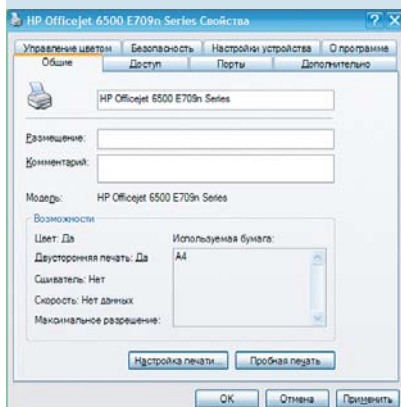 HP Officejet 6500 E709n Series Свойства
Управление цветом Безопасность Настройки устройства О программе
Общие Доступ Порты Дополнительно
HP Officejet 6500 E709n Series
Размещение:
Комментарий:
Модель: HP Officejet 6500 E709n Series
Возможности
Цвет: Да Используемая бумага:
Двусторонняя печать: Да A4
Сшиватель: Нет
Скорость: Нет данных
Максимальное разрешение:
Настройка печати... Пробная печать
ОК Отмена Применить